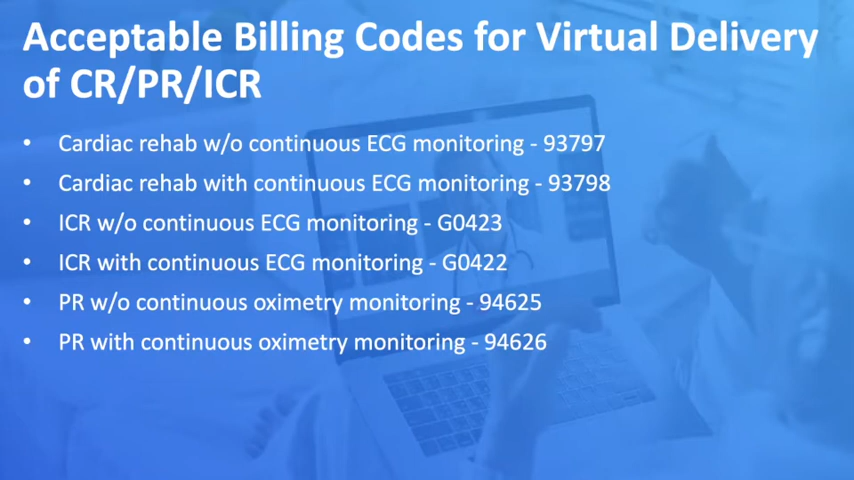 Acceptable Billing Codes for Virtual Delivery
of CR/PR/ICR
• Cardiac rehab w/o continuous ECG monitoring - 93797
• Cardiac rehab with continuous ECG monitoring - 93798
• ICR w/o continuous ECG monitoring - G0423
• ICR with continuous ECG monitoring - G0422
• PR w/o continuous oximetry monitoring - 94625
• PR with continuous oximetry monitoring - 94626